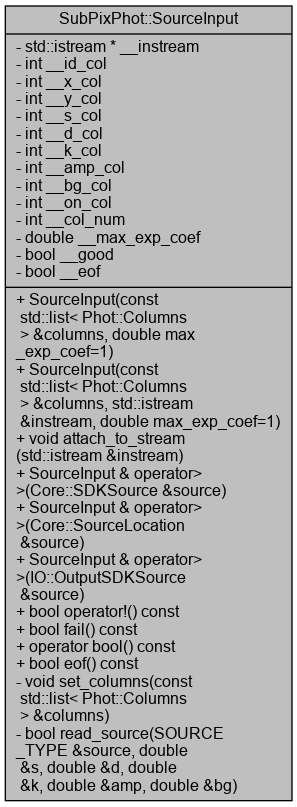 SubPixPhot::SourceInput
- std::istream * __instream
- int __id_col
- int __x_col
- int __y_col
- int __s_col
- int __d_col
- int __k_col
- int __amp_col
- int __bg_col
- int __on_col
- int __col_num
- double __max_exp_coef
- bool __good
- bool __eof
+ SourceInput(const
std::list< Phot::Columns
> &columns, double max
_exp_coef=1)
+ SourceInput(const
std::list< Phot::Columns
> &columns, std::istream
&instream, double max_exp_coef=1)
+ void attach_to_stream
(std::istream &instream)
+ SourceInput & operator>
>(Core::SDKSource &source)
+ SourceInput & operator>
>(Core::SourceLocation
&source)
+ SourceInput & operator>
>(IO::OutputSDKSource
&source)
+ bool operator!() const
+ bool fail() const
+ operator bool() const
+ bool eof() const
- void set_columns(const
std::list< Phot::Columns
> &columns)
- bool read_source(SOURCE
_TYPE &source, double
&s, double &d, double
&k, double &amp, double &bg)